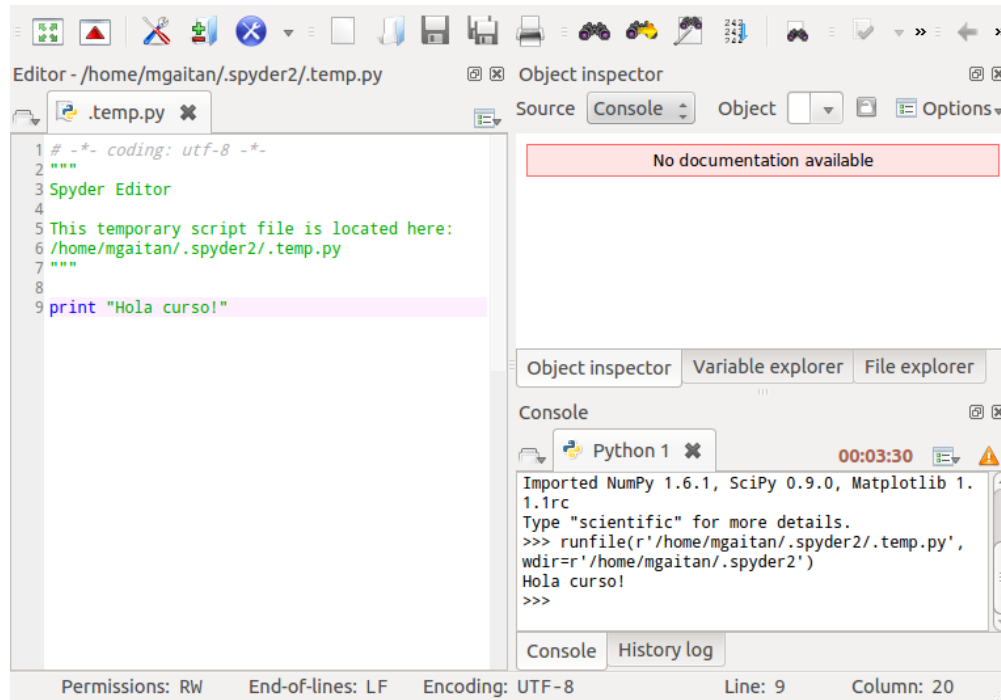 Editor - /home/mgaitan/.spyder2/.temp.py
.temp.py
1 # -*- coding: utf-8 -*-
2 """
3 Spyder Editor
4
5 This temporary script file is located here:
6 /home/mgaitan/.spyder2/.temp.py
7 """
8
9 print "Hola curso!"
Object inspector
Source Console Object Options
No documentation available
Object inspector Variable explorer File explorer
Console
Python 1 00:03:30
Imported NumPy 1.6.1, SciPy 0.9.0, Matplotlib 1.
1.1rc
Type "scientific" for more details.
>>> runfile(r'/home/mgaitan/.spyder2/.temp.py',
wdir=r'/home/mgaitan/.spyder2')
Hola curso!
>>>
Console History log
Permissions: RW End-of-lines: LF Encoding: UTF-8 Line: 9 Column: 20